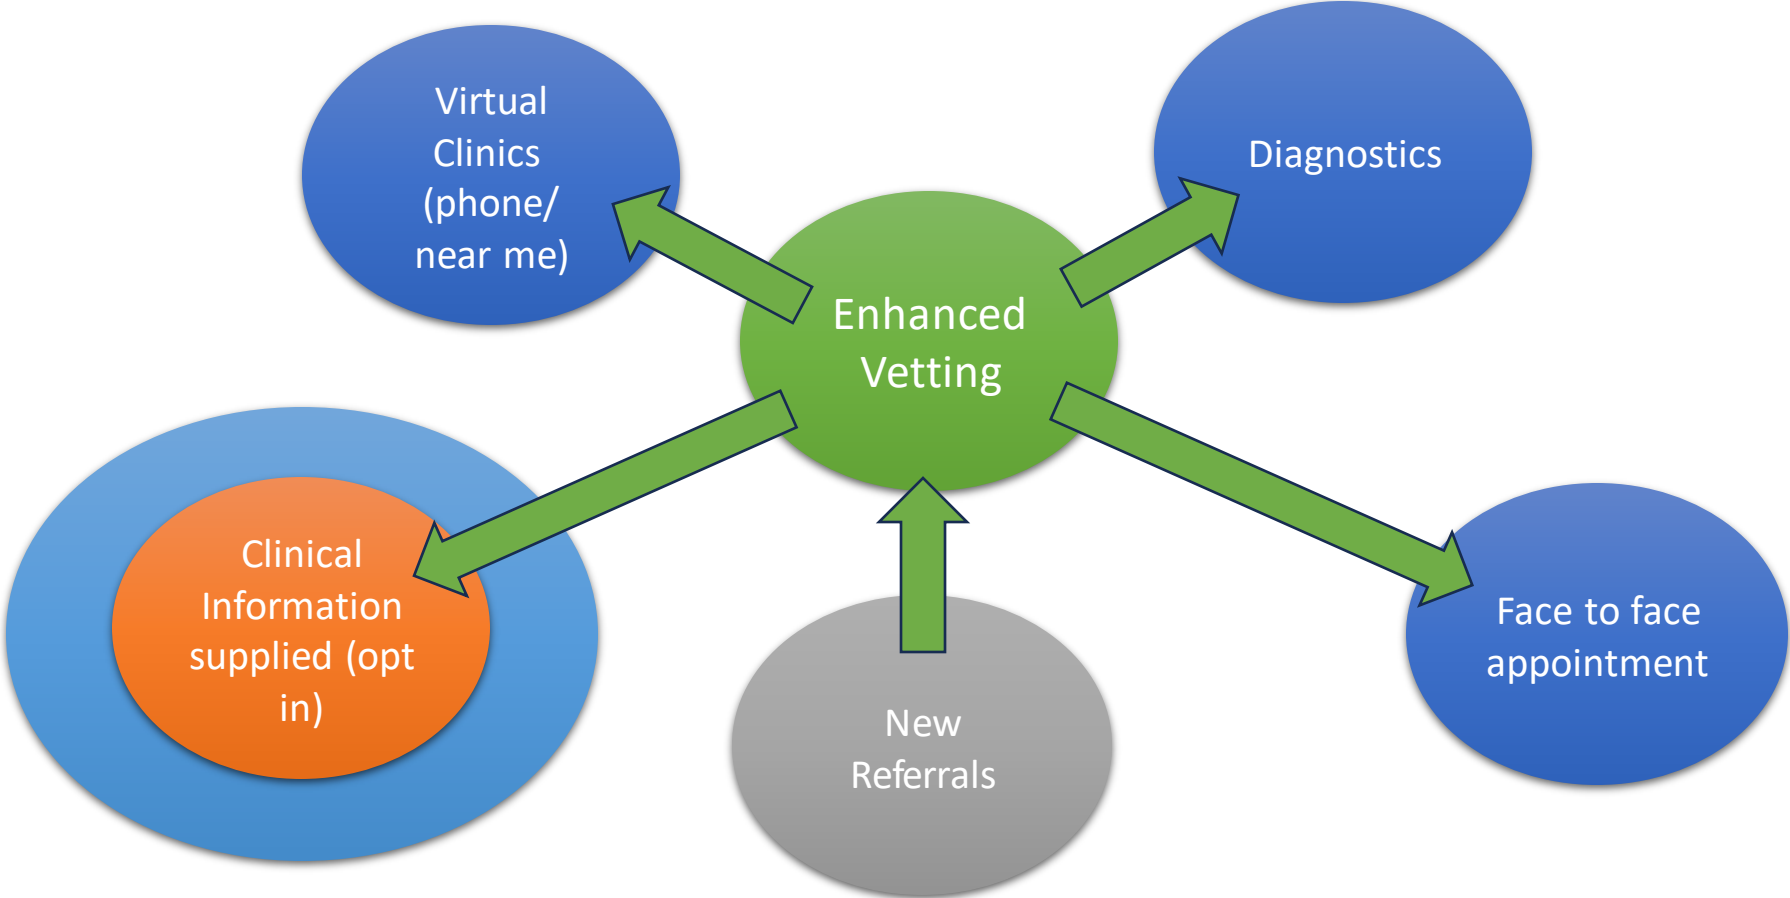 Virtual
Clinics
(phone/
near me)
Diagnostics
Enhanced
Vetting
Clinical
Information
supplied (opt
in)
New
Referrals
Face to face
appointment